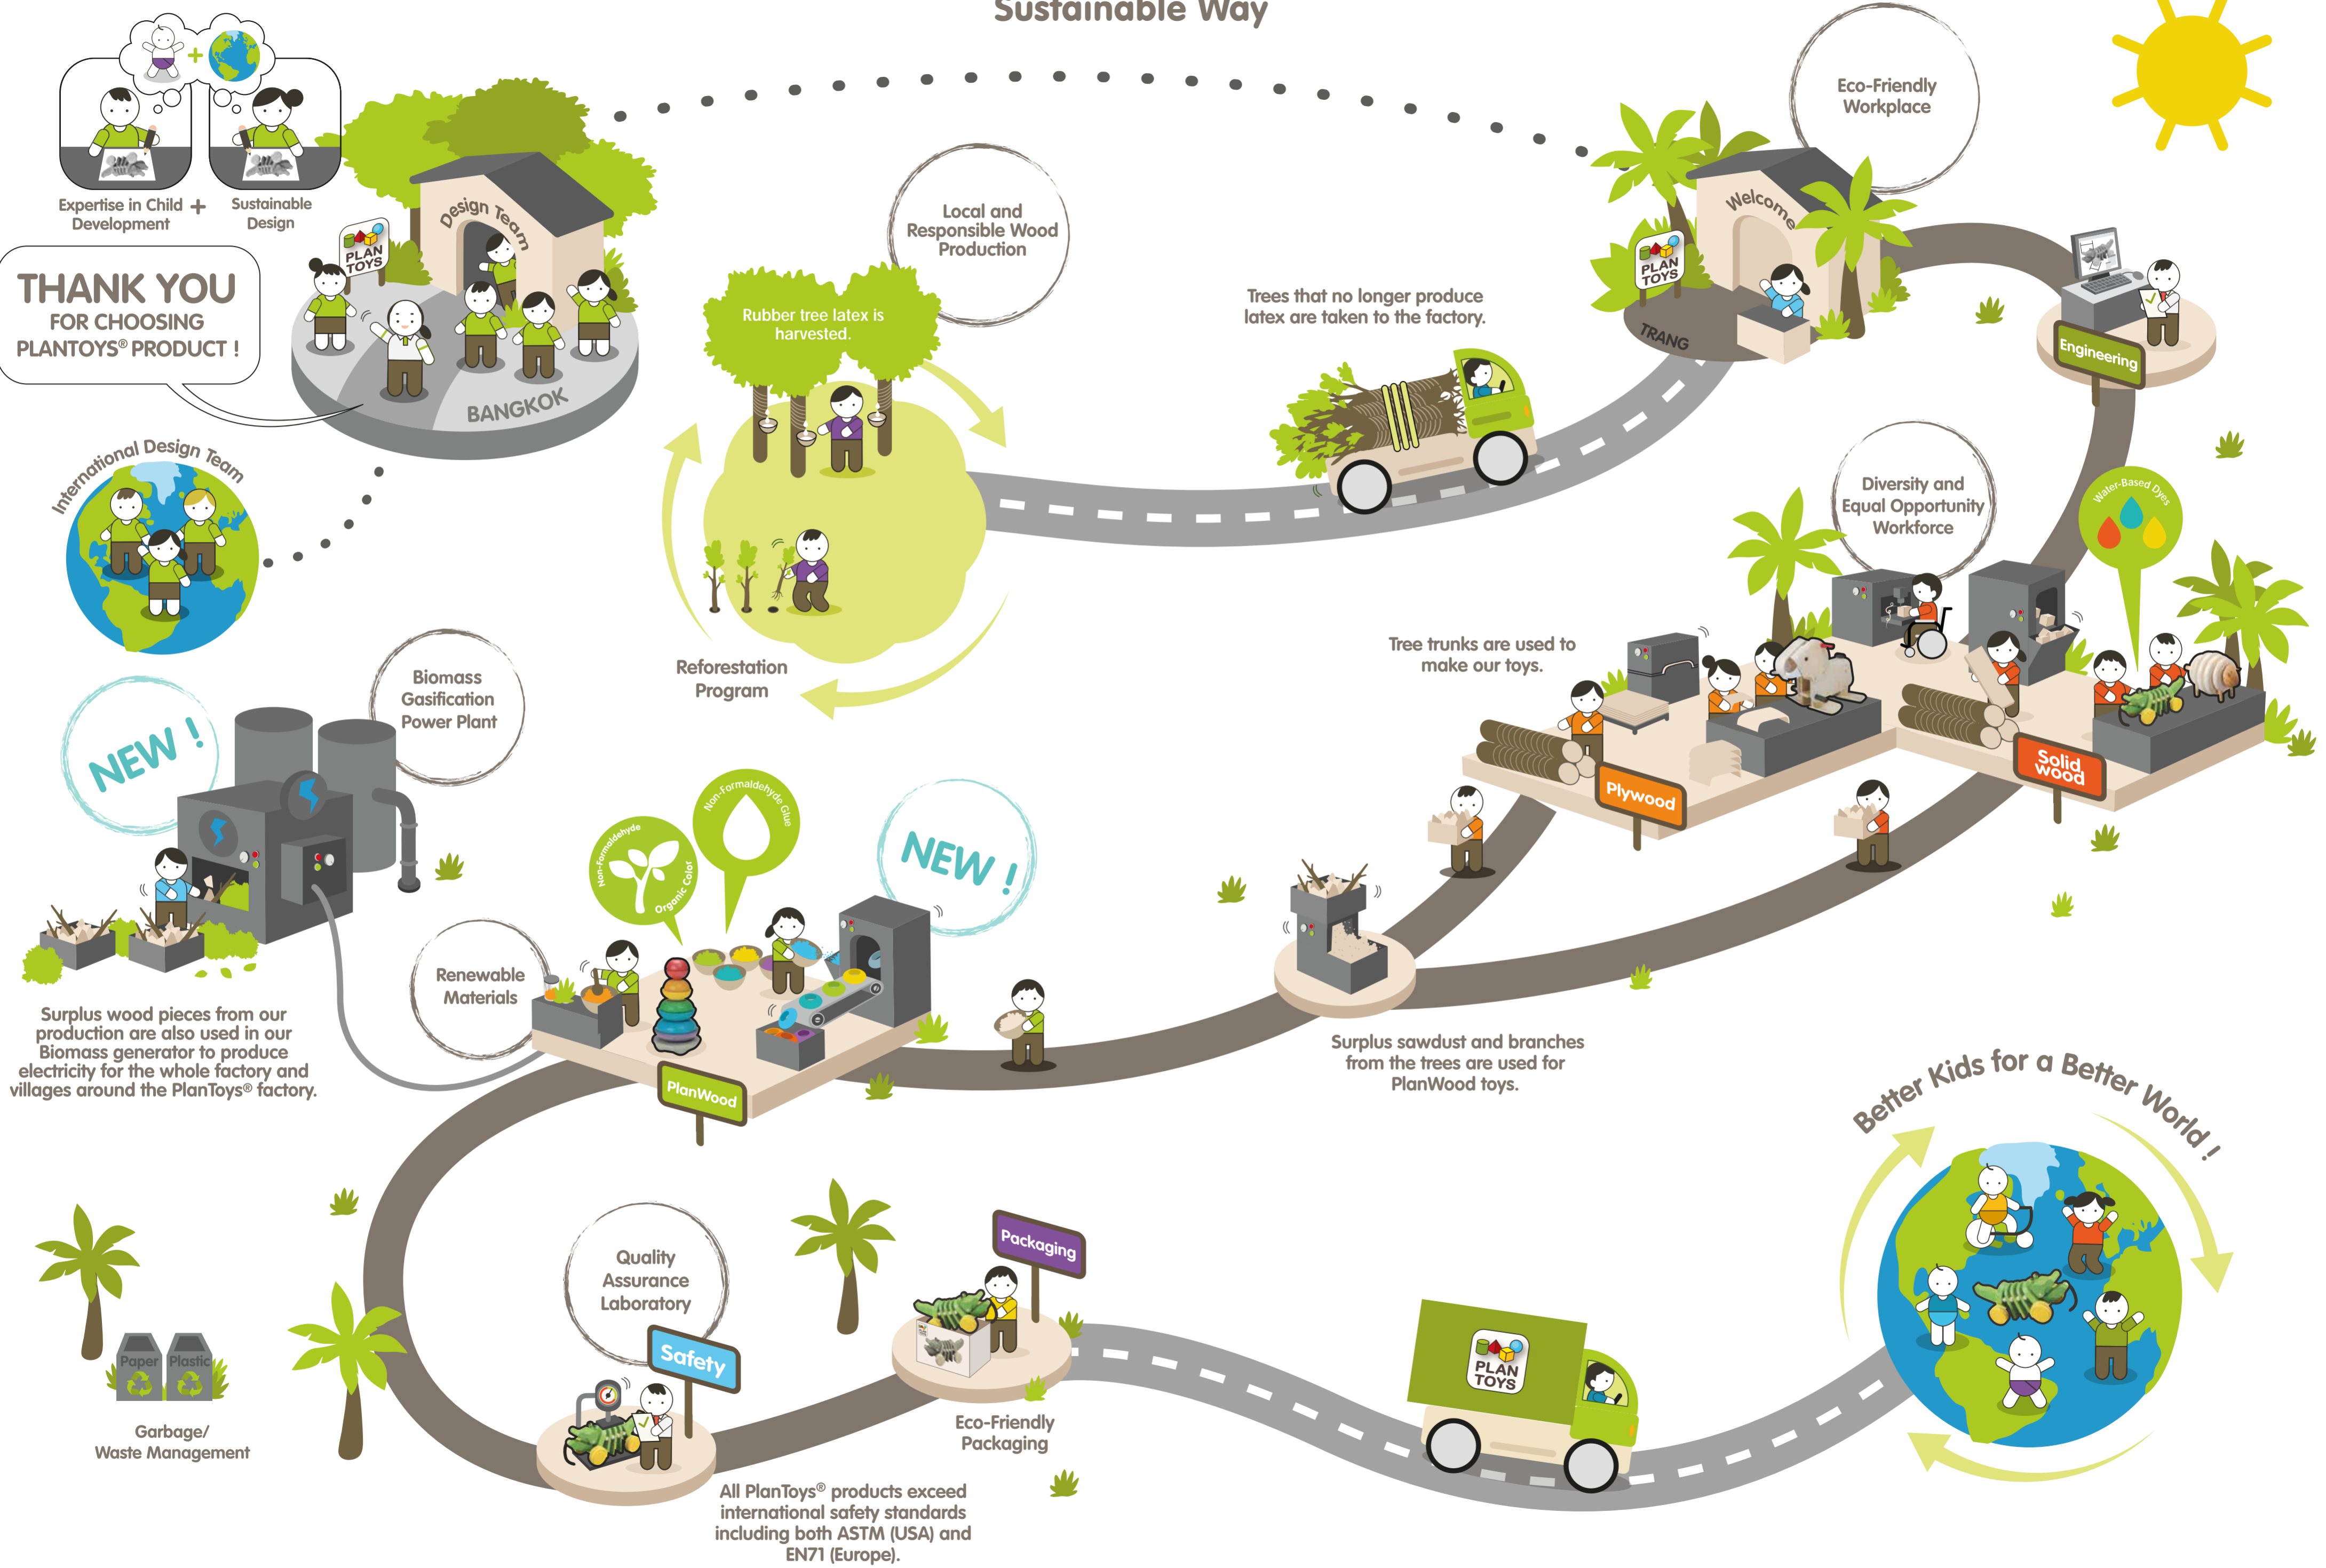 Sustainable Way
Expertise in Child
Development
+
Sustainable
Design
THANK YOU
FOR CHOOSING
PLANTOYS® PRODUCT !
PLAN
TOYS
Design Team
BANGKOK
International Design Team
Local and
Responsible Wood
Production
Rubber tree latex is
harvested.
Reforestation
Program
Trees that no longer produce
latex are taken to the factory.
Eco-Friendly
Workplace
Welcome
PLAN
TOYS
TRANG
Engineering
Diversity and
Equal Opportunity
Workforce
Water-Based Dyes
Tree trunks are used to
make our toys.
Plywood
Solid
wood
Biomass
Gasification
Power Plant
NEW !
Surplus wood pieces from our
production are also used in our
Biomass generator to produce
electricity for the whole factory and
villages around the PlanToys® factory.
Renewable
Materials
Non-Formaldehyde
Organic Color
Non-Formaldehyde Glue
NEW !
PlanWood
Surplus sawdust and branches
from the trees are used for
PlanWood toys.
Better Kids for a Better World !
Paper
Plastic
Garbage/
Waste Management
Quality
Assurance
Laboratory
Safety
All PlanToys® products exceed
international safety standards
including both ASTM (USA) and
EN71 (Europe).
Packaging
Eco-Friendly
Packaging
PLAN
TOYS